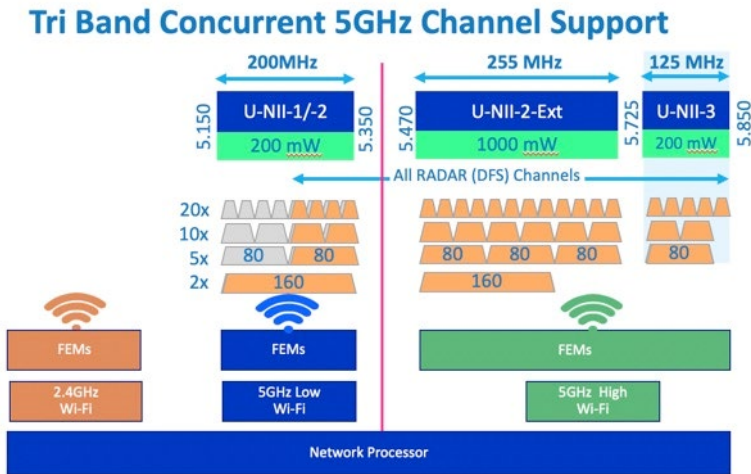 Tri Band Concurrent 5GHz Channel Support
200MHz
255 MHz
125 MHz
5.150
U-NII-1/-2
200 mW
5.350
5.470
U-NII-2-Ext
1000 mW
5.725
U-NII-3
200 mW
5.850
All RADAR (DFS) Channels
20x
10x
5x
80
80
80
80
80
80
2x
160
160
FEMs
FEMs
FEMs
2.4GHz
Wi-Fi
5GHz Low
Wi-Fi
5GHz High
Wi-Fi
Network Processor